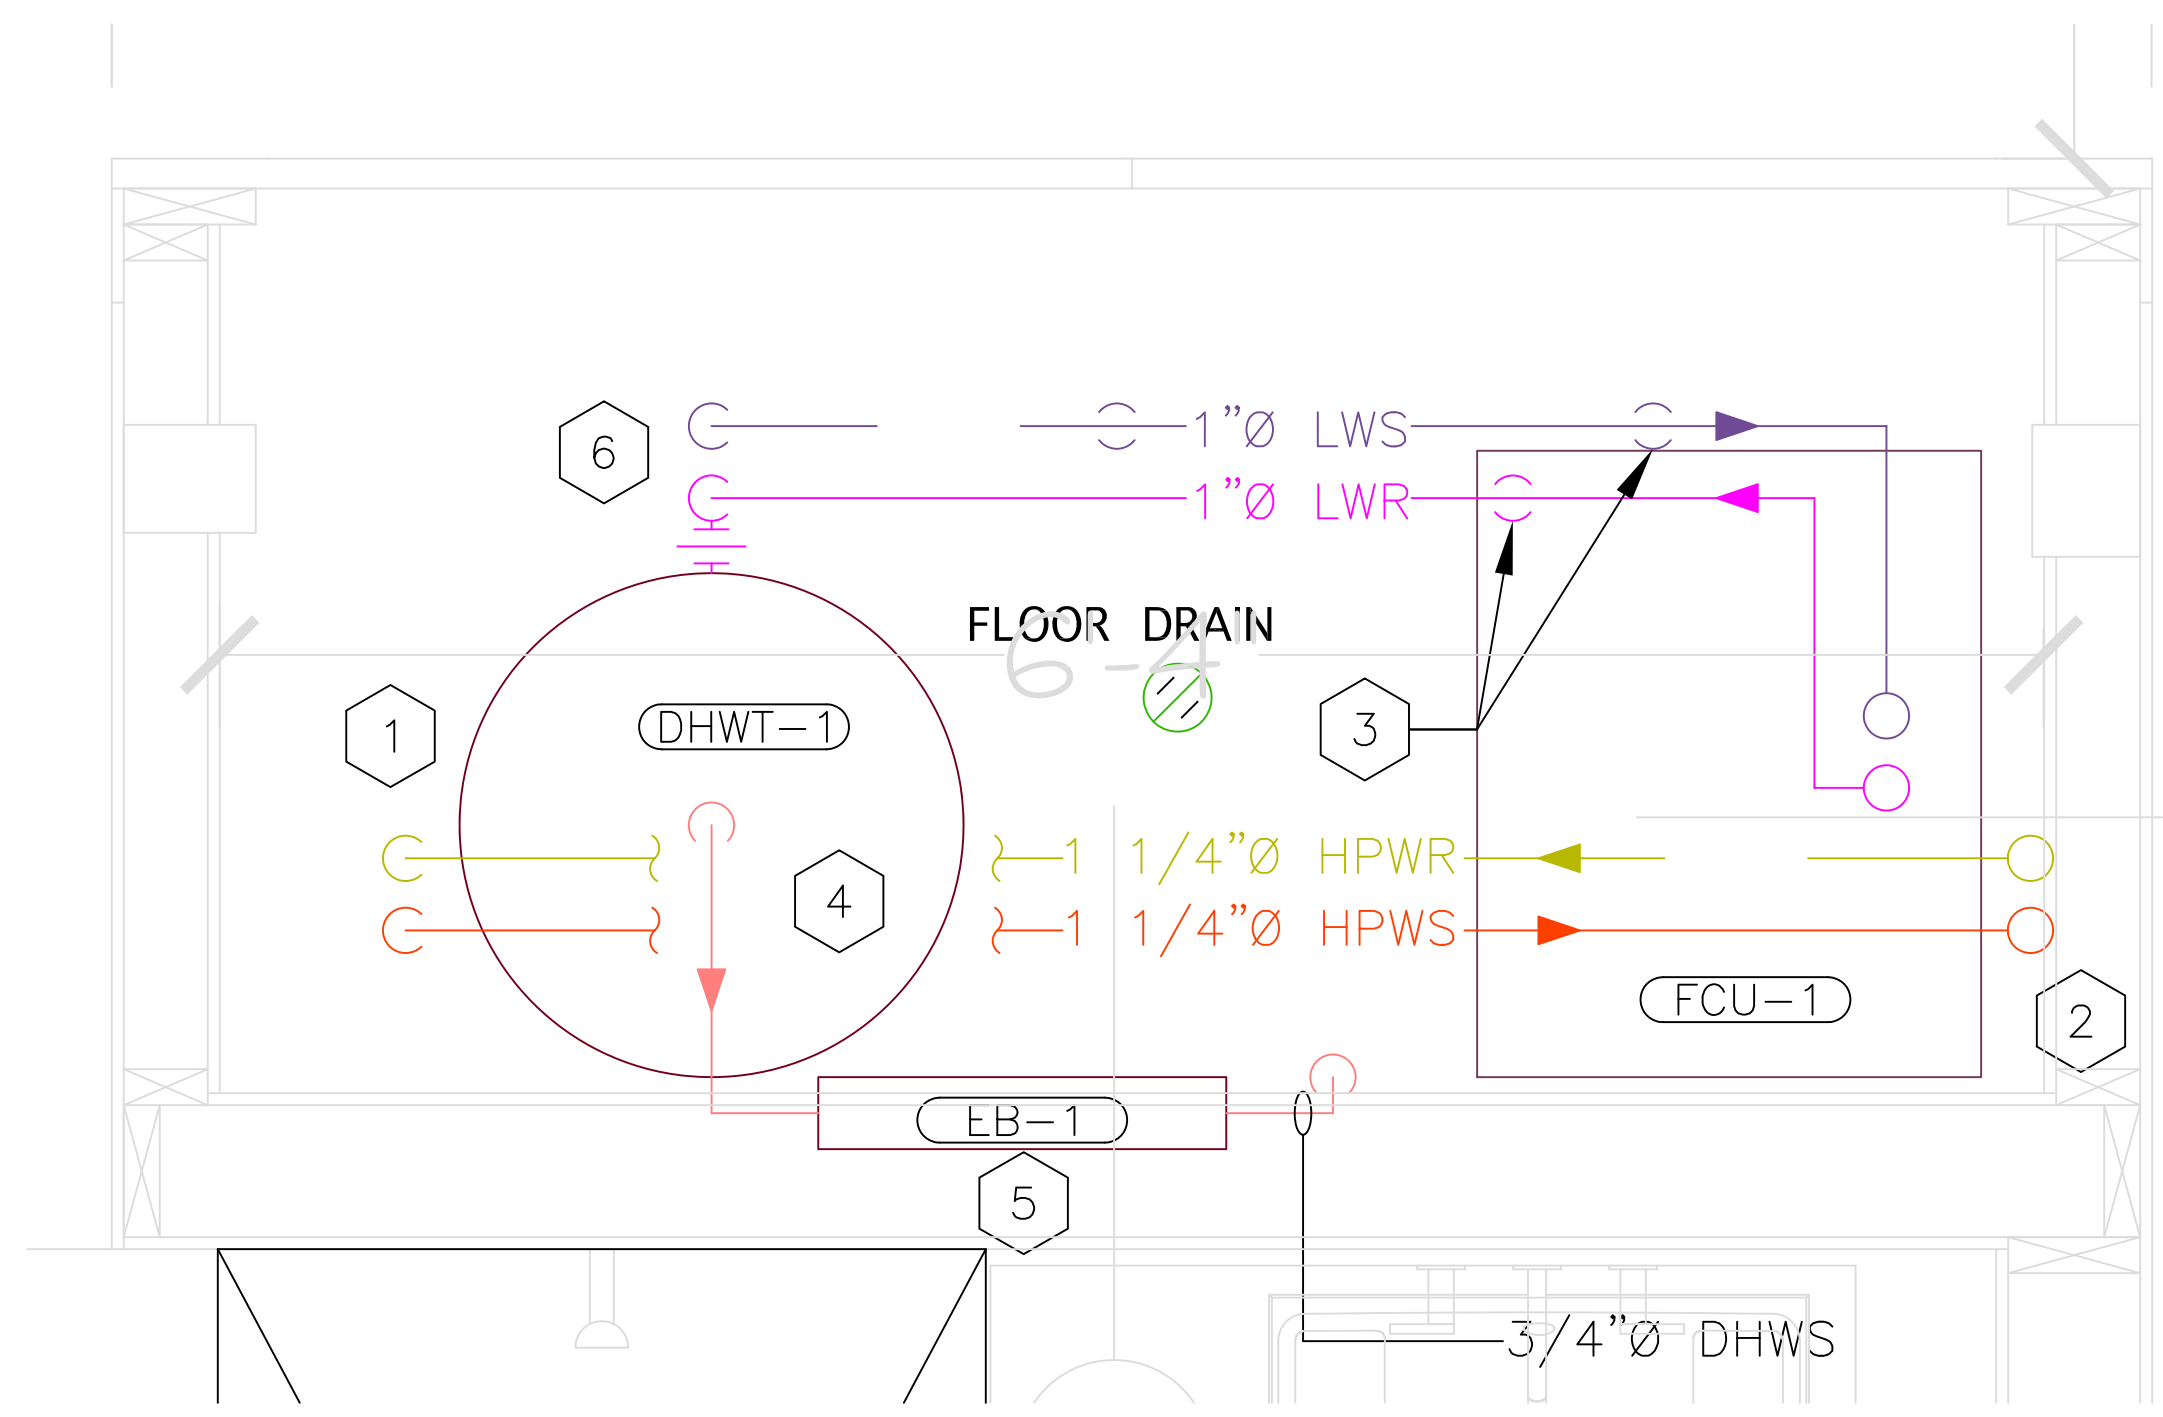 6
1"Ø LWS
1"Ø LWR
FLOOR DRAIN
6'-4"
1
DHWT-1
3
4
1 1/4"Ø HPWR
1 1/4"Ø HPWS
FCU-1
2
EB-1
5
3/4"Ø DHWS